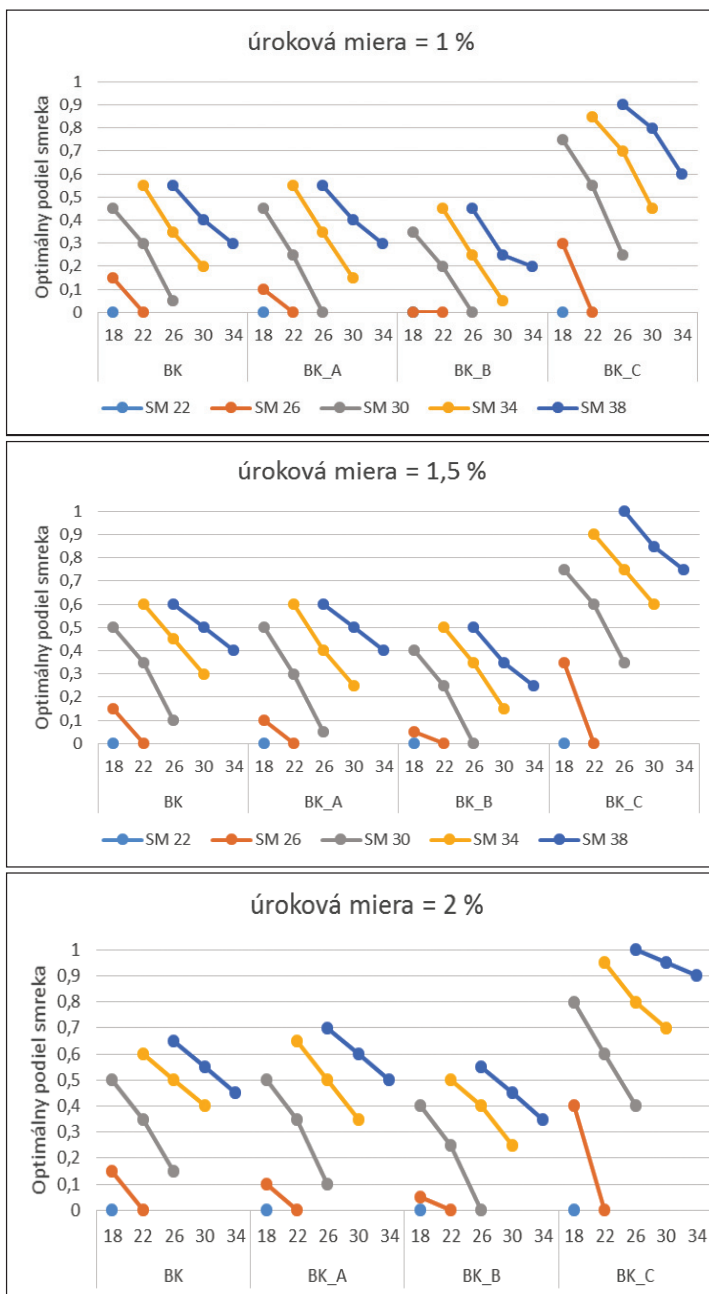 úroková miera = 1 %
Optimálny podiel smreka
1
0,9
0,8
0,7
0,6
0,5
0,4
0,3
0,2
0,1
0
18 22 26 30 34 18 22 26 30 34 18 22 26 30 34 18 22 26 30 34
BK BK_A BK_B BK_C
SM 22 SM 26 SM 30 SM 34 SM 38
úroková miera = 1,5 %
Optimálny podiel smreka
1
0,9
0,8
0,7
0,6
0,5
0,4
0,3
0,2
0,1
0
18 22 26 30 34 18 22 26 30 34 18 22 26 30 34 18 22 26 30 34
BK BK_A BK_B BK_C
SM 22 SM 26 SM 30 SM 34 SM 38
úroková miera = 2 %
Optimálny podiel smreka
1
0,9
0,8
0,7
0,6
0,5
0,4
0,3
0,2
0,1
0
18 22 26 30 34 18 22 26 30 34 18 22 26 30 34 18 22 26 30 34
BK BK_A BK_B BK_C